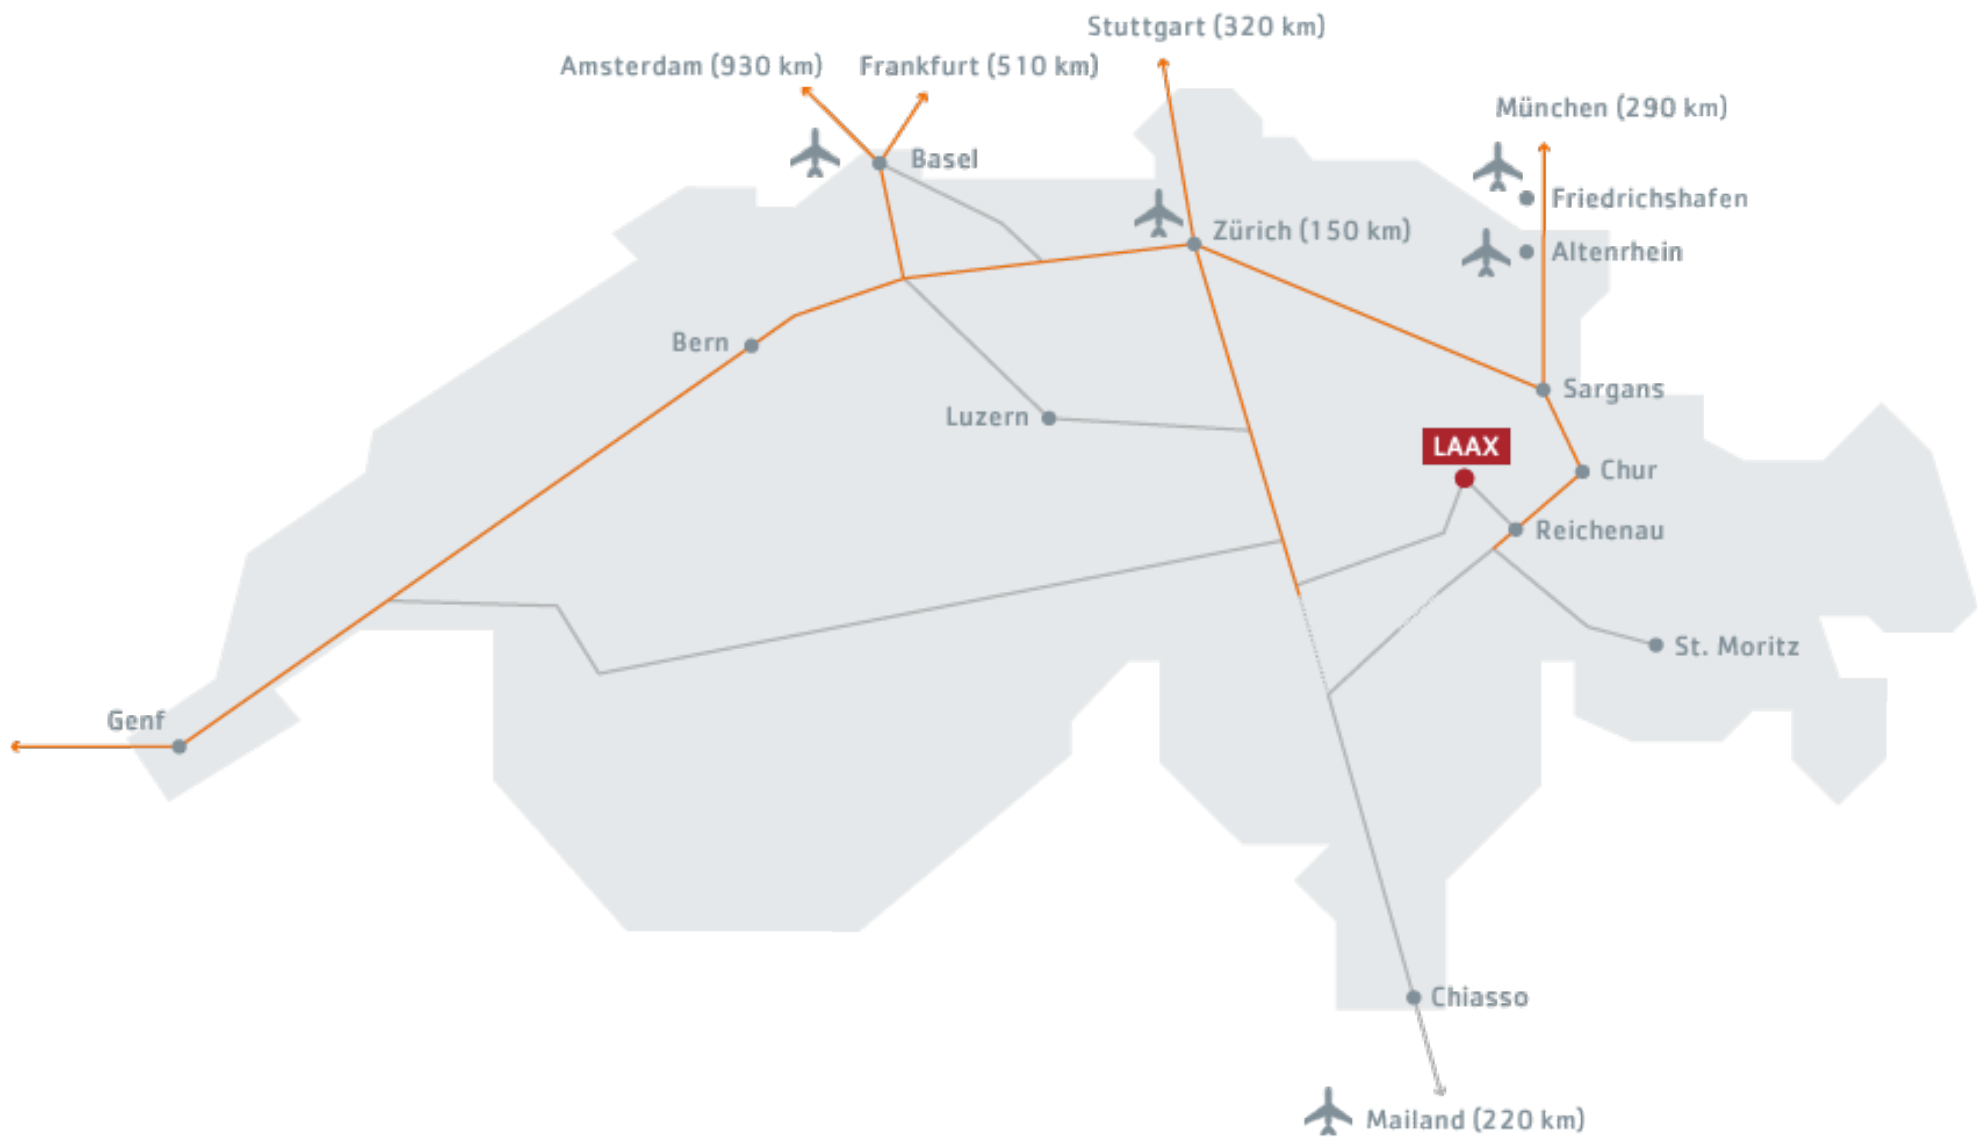 Stuttgart (320 km)
Amsterdam (930 km)
Frankfurt (510 km)
München (290 km)
Basel
Friedrichshafen
Zürich (150 km)
Altenrhein
Bern
Sargans
Luzern
LAAX
Chur
Reichenau
St. Moritz
Genf
Chiasso
Mailand (220 km)